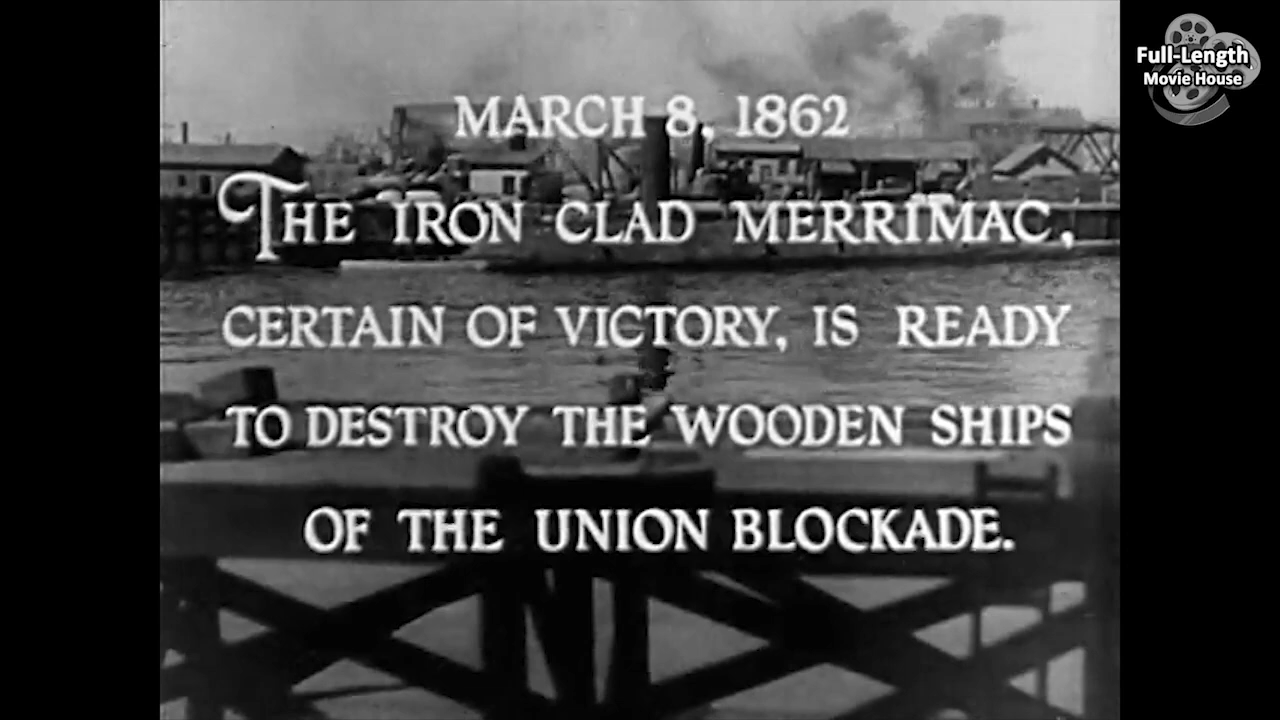 Full-Length
Movie House
MARCH 8, 1862
THE IRON CLAD MERRIMAC,
CERTAIN OF VICTORY, IS READY
TO DESTROY THE WOODEN SHIPS
OF THE UNION BLOCKADE.